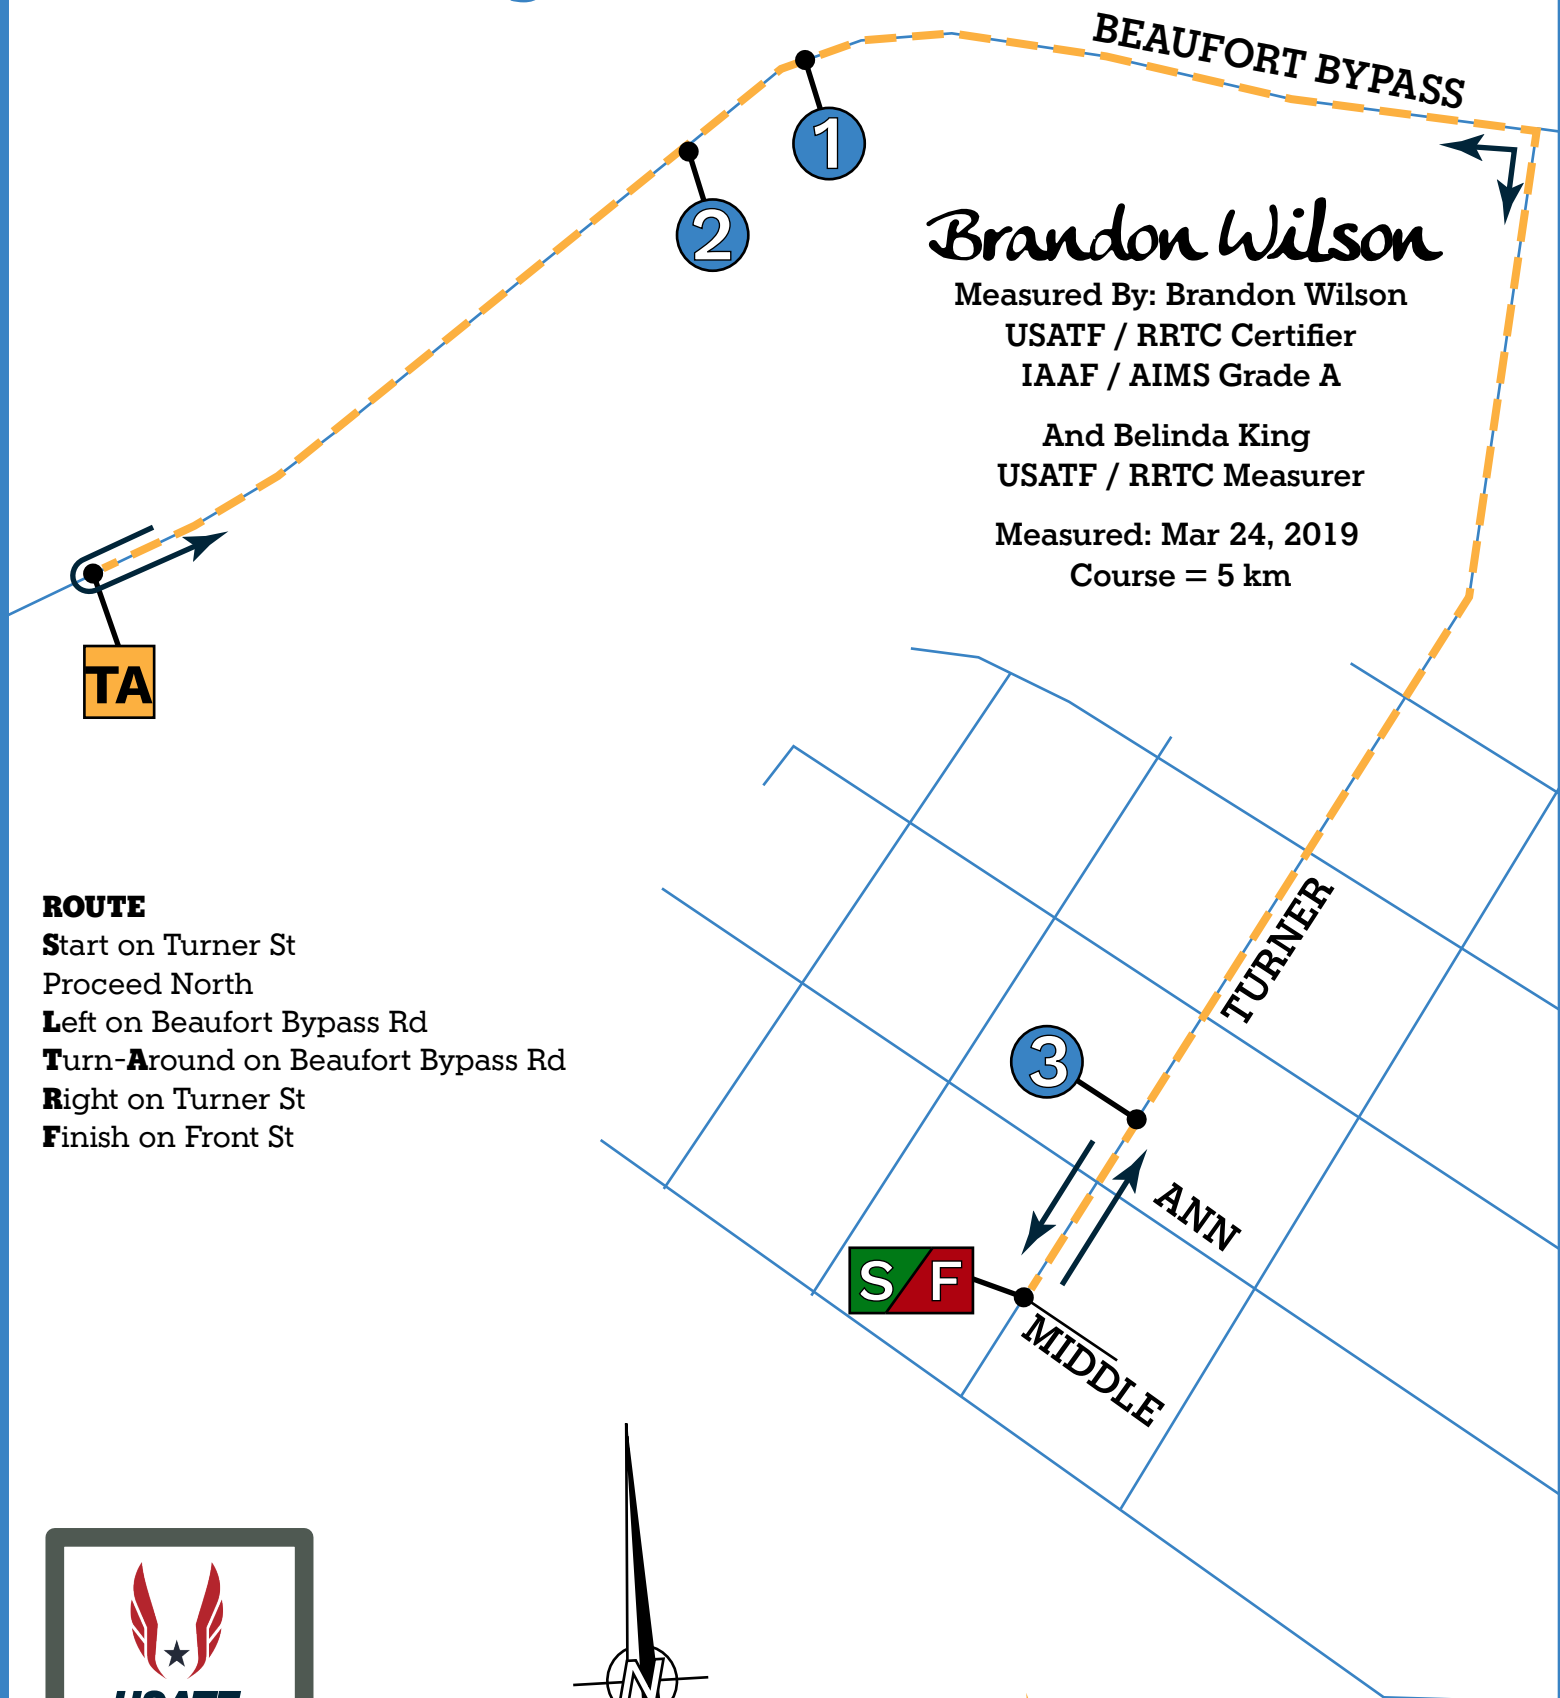 BEAUFORT BYPASS
1
2
Brandon Wilson
Measured By: Brandon Wilson
USATF / RRTC Certifier
IAAF / AIMS Grade A
And Belinda King
USATF / RRTC Measurer
Measured: Mar 24, 2019
Course = 5 km
TA
ROUTE
Start on Turner St
Proceed North
Left on Beaufort Bypass Rd
Turn-Around on Beaufort Bypass Rd
Right on Turner St
Finish on Front St
TURNER
3
ANN
S/F
MIDDLE
N
USATF